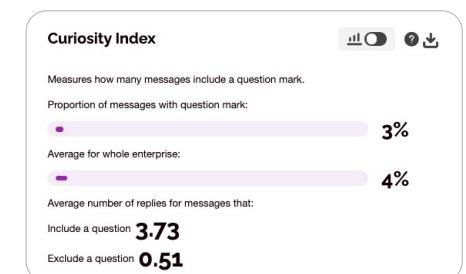 Curiosity Index
?
Measures how many messages include a question mark.
Proportion of messages with question mark:
3%
Average for whole enterprise:
4%
Average number of replies for messages that:
Include a question 3.73
Exclude a question 0.51